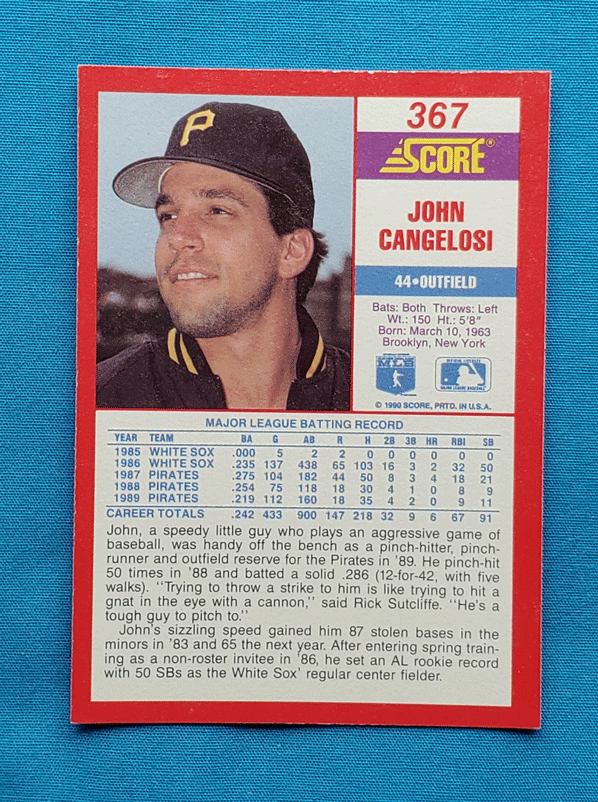 P
367
SCORE®
JOHN
CANGELOSI
44•OUTFIELD
Bats: Both Throws: Left
Wt.: 150 Ht.: 5'8"
Born: March 10, 1963
Brooklyn, New York
© 1990 SCORE, PRTD. IN U.S.A.
MAJOR LEAGUE BATTING RECORD
YEAR TEAM BA G AB R H 2B 3B HR RBI SB
1985 WHITE SOX .000 5 2 2 0 0 0 0 0 0
1986 WHITE SOX .235 137 438 65 103 16 3 2 32 50
1987 PIRATES .275 104 182 44 50 8 3 4 18 21
1988 PIRATES .254 75 118 18 30 4 1 0 8 9
1989 PIRATES .219 112 160 18 35 4 2 0 9 11
CAREER TOTALS .242 433 900 147 218 32 9 6 67 91
John, a speedy little guy who plays an aggressive game of
baseball, was handy off the bench as a pinch-hitter, pinch-
runner and outfield reserve for the Pirates in '89. He pinch-hit
50 times in '88 and batted a solid .286 (12-for-42, with five
walks). "Trying to throw a strike to him is like trying to hit a
gnat in the eye with a cannon," said Rick Sutcliffe. "He's a
tough guy to pitch to."
John's sizzling speed gained him 87 stolen bases in the
minors in '83 and 65 the next year. After entering spring train-
ing as a non-roster invitee in '86, he set an AL rookie record
with 50 SBs as the White Sox' regular center fielder.